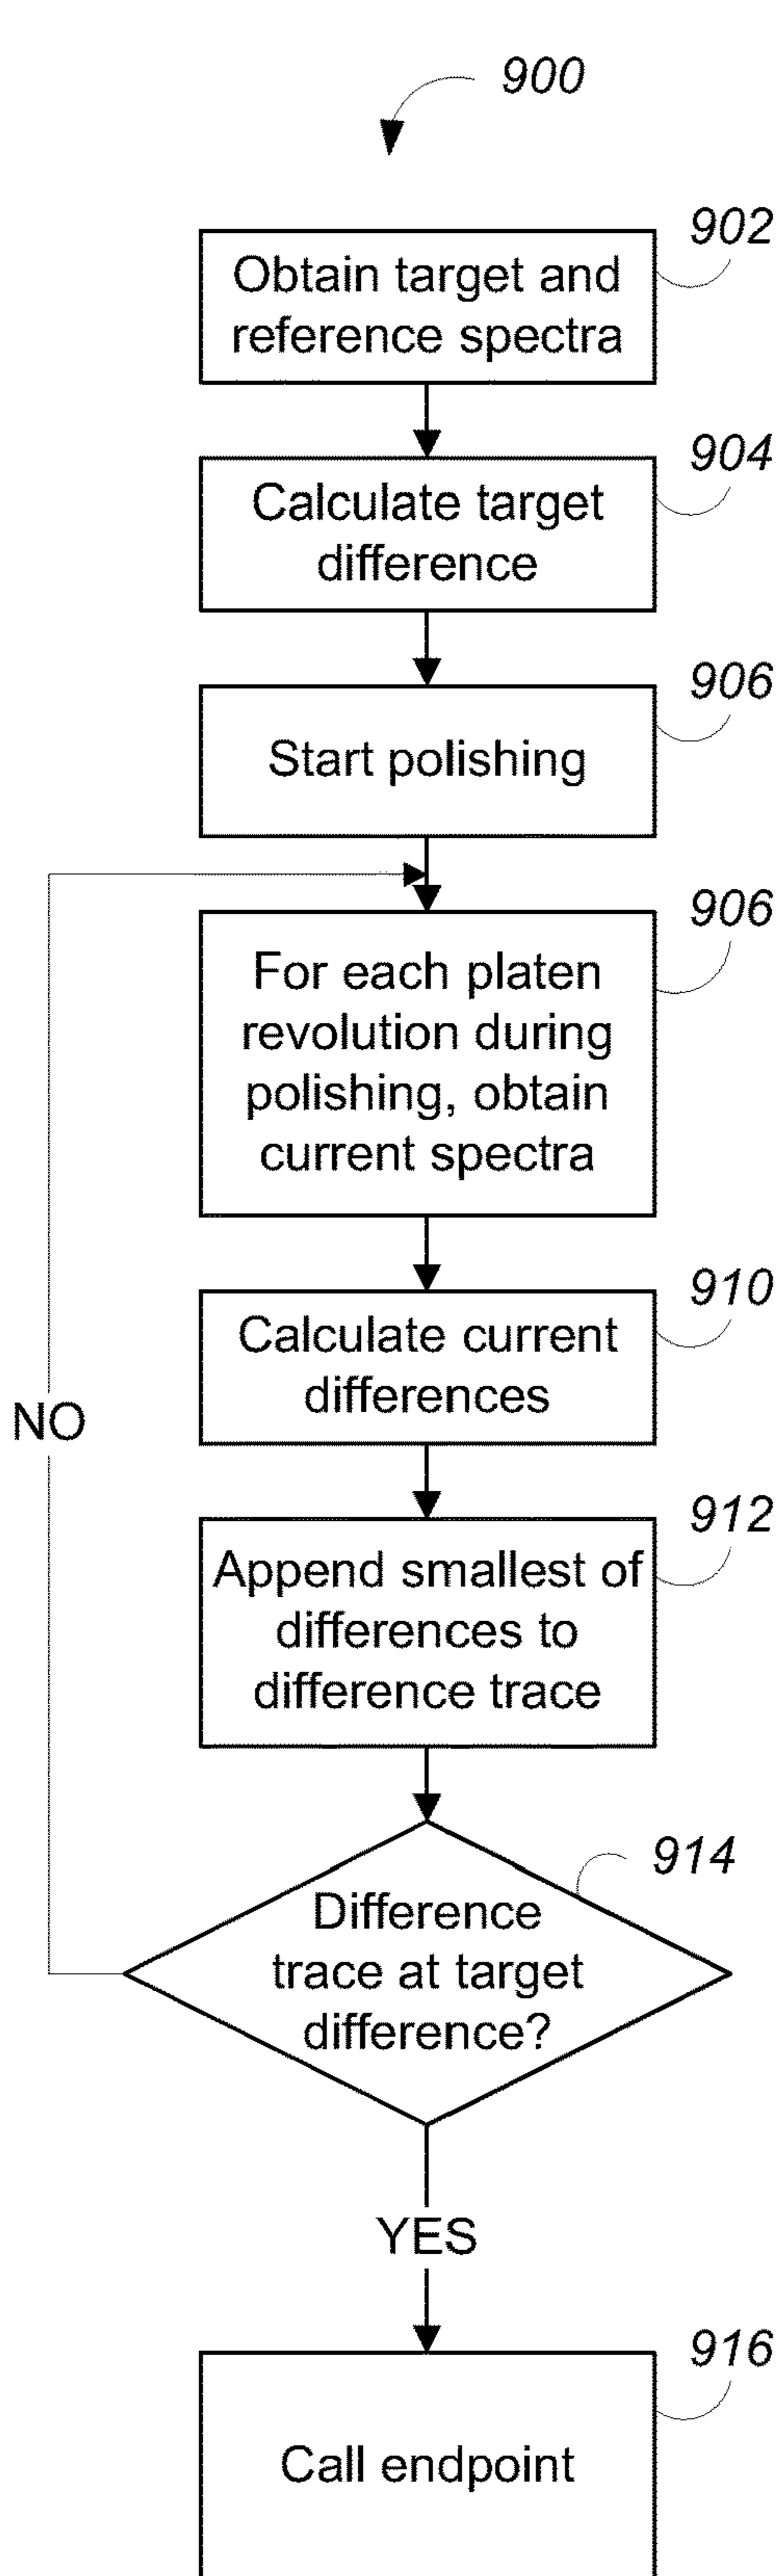 900
902
Obtain target and
reference spectra
904
Calculate target
difference
906
Start polishing
906
For each platen
revolution during
polishing, obtain
current spectra
910
Calculate current
differences
NO
912
Append smallest of
differences to
difference trace
914
Difference
trace at target
difference?
YES
916
Call endpoint